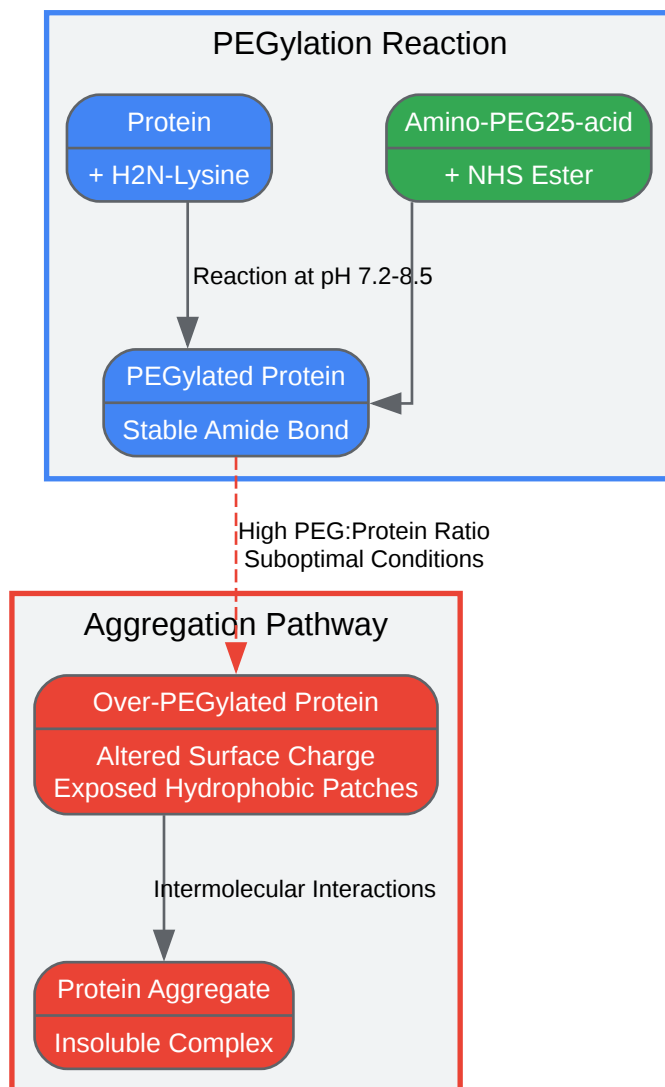 PEGylation Reaction
Protein
+ H2N-Lysine
Amino-PEG25-acid
+ NHS Ester
Reaction at pH 7.2-8.5
PEGylated Protein
Stable Amide Bond
High PEG:Protein Ratio
Suboptimal Conditions
Aggregation Pathway
Over-PEGylated Protein
Altered Surface Charge
Exposed Hydrophobic Patches
Intermolecular Interactions
Protein Aggregate
Insoluble Complex